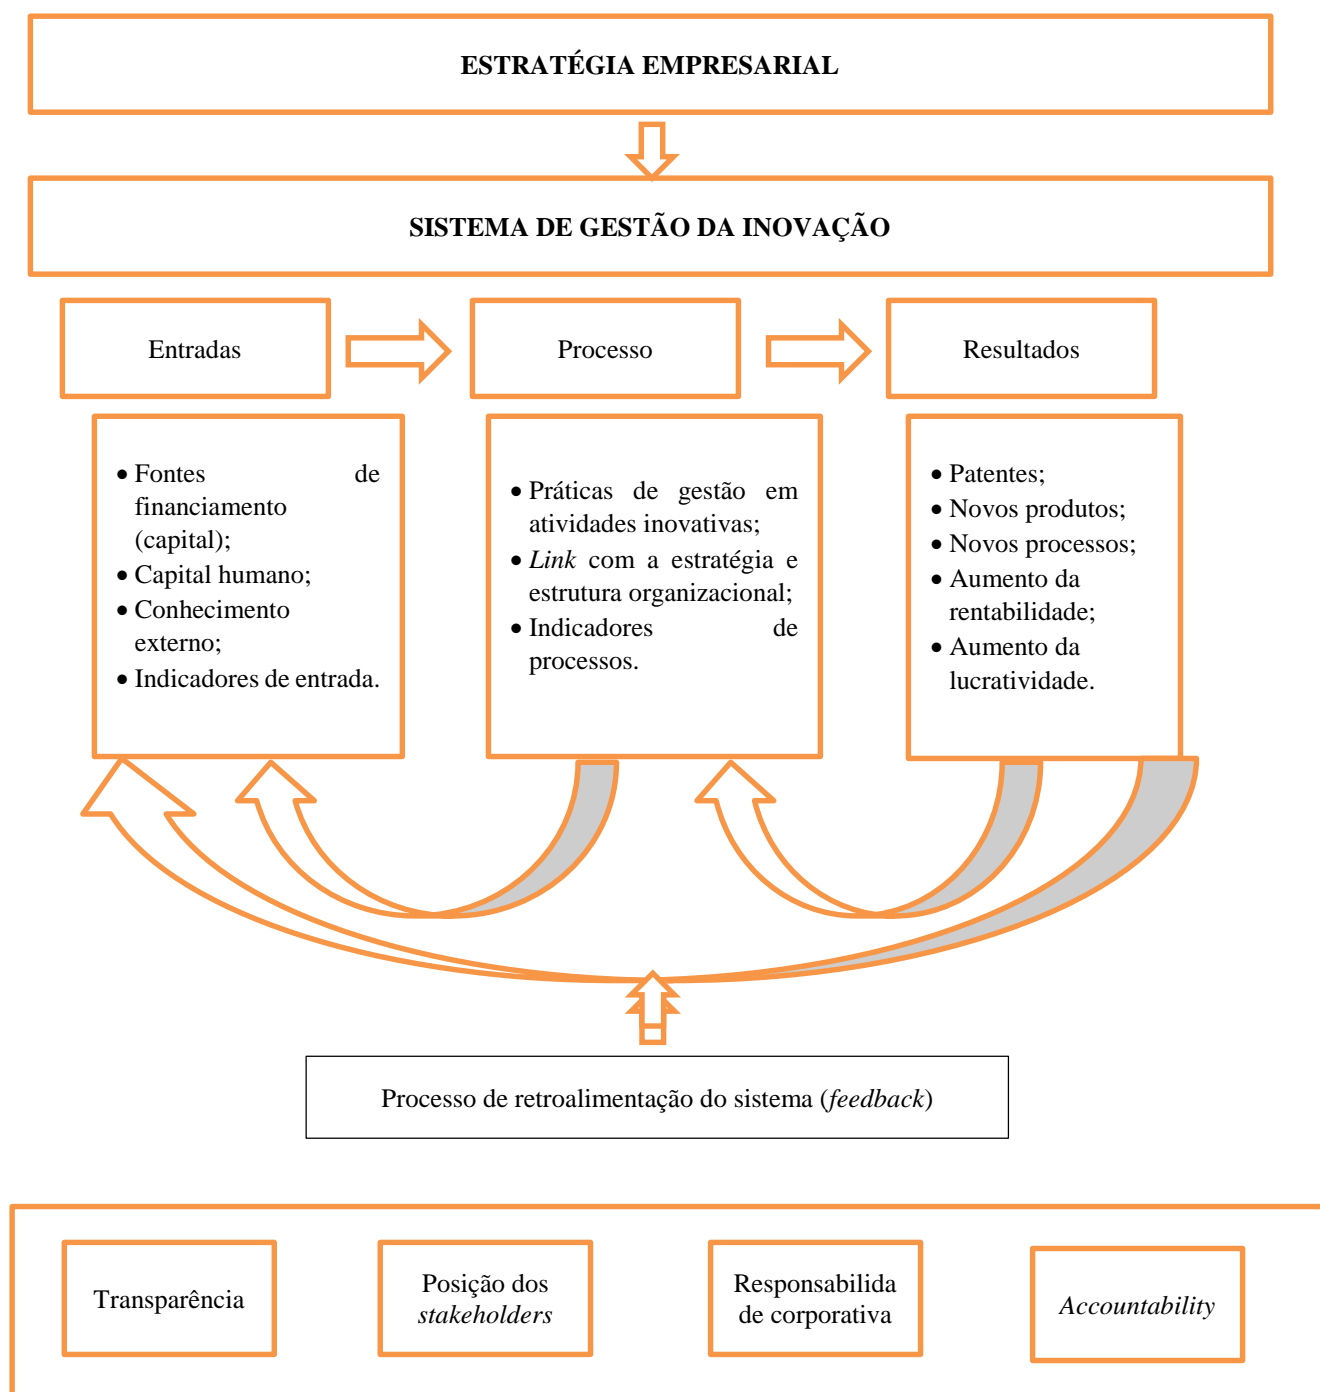 ESTRATÉGIA EMPRESARIAL
SISTEMA DE GESTÃO DA INOVAÇÃO
Entradas
Processo
Resultados
• Fontes de
financiamento
(capital);
• Capital humano;
• Conhecimento
externo;
• Indicadores de entrada.
• Práticas de gestão em
atividades inovativas;
• Link com a estratégia e
estrutura organizacional;
• Indicadores de
processos.
• Patentes;
• Novos produtos;
• Novos processos;
• Aumento da
rentabilidade;
• Aumento da
lucratividade.
Processo de retroalimentação do sistema (feedback)
Transparência
Posição dos
stakeholders
Responsabilida
de corporativa
Accountability